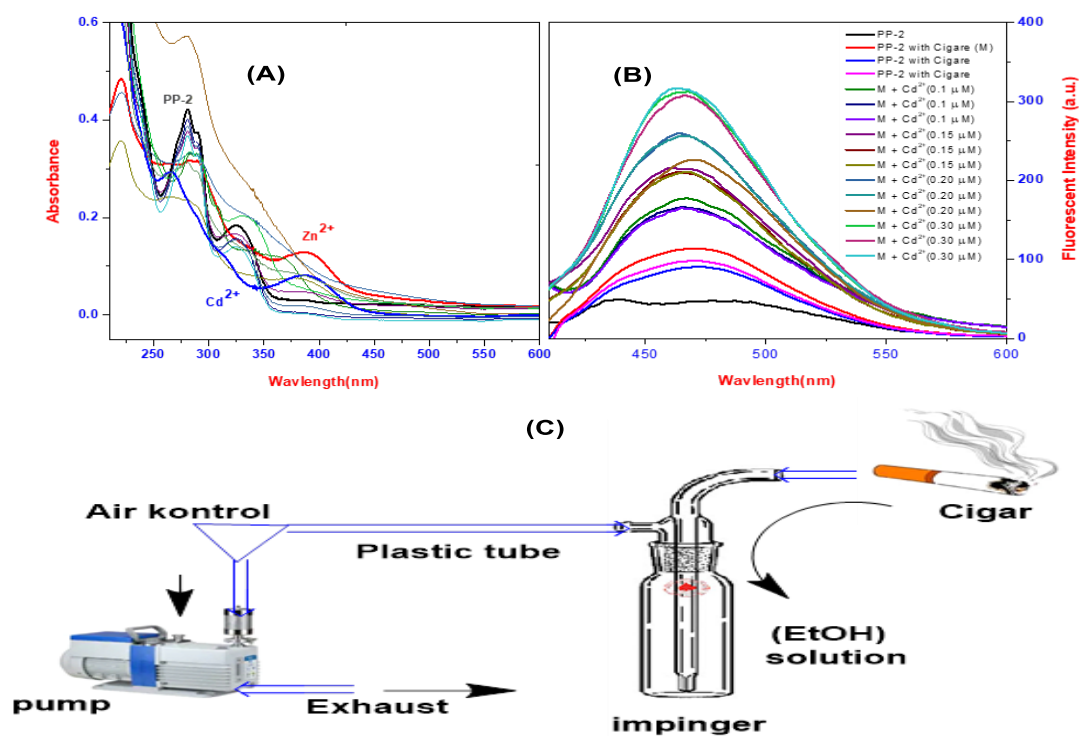 (A)
PP-2
Zn2+
Cd2+
Absorbance
0.6
0.4
0.2
0.0
250 300 350 400 450 500 550 600
Wavlength(nm)
(B)
PP-2
PP-2 with Cigare (M)
PP-2 with Cigare
PP-2 with Cigare
M + Cd2+(0.1 μM)
M + Cd2+(0.1 μM)
M + Cd2+(0.1 μM)
M + Cd2+(0.15 μM)
M + Cd2+(0.15 μM)
M + Cd2+(0.15 μM)
M + Cd2+(0.20 μM)
M + Cd2+(0.20 μM)
M + Cd2+(0.20 μM)
M + Cd2+(0.30 μM)
M + Cd2+(0.30 μM)
M + Cd2+(0.30 μM)
400
300
200
100
0
Fluorescent Intensity (a.u.)
450 500 550 600
Wavlength(nm)
(C)
Air kontrol
Plastic tube
Cigar
(EtOH)
solution
pump
Exhaust
impinger